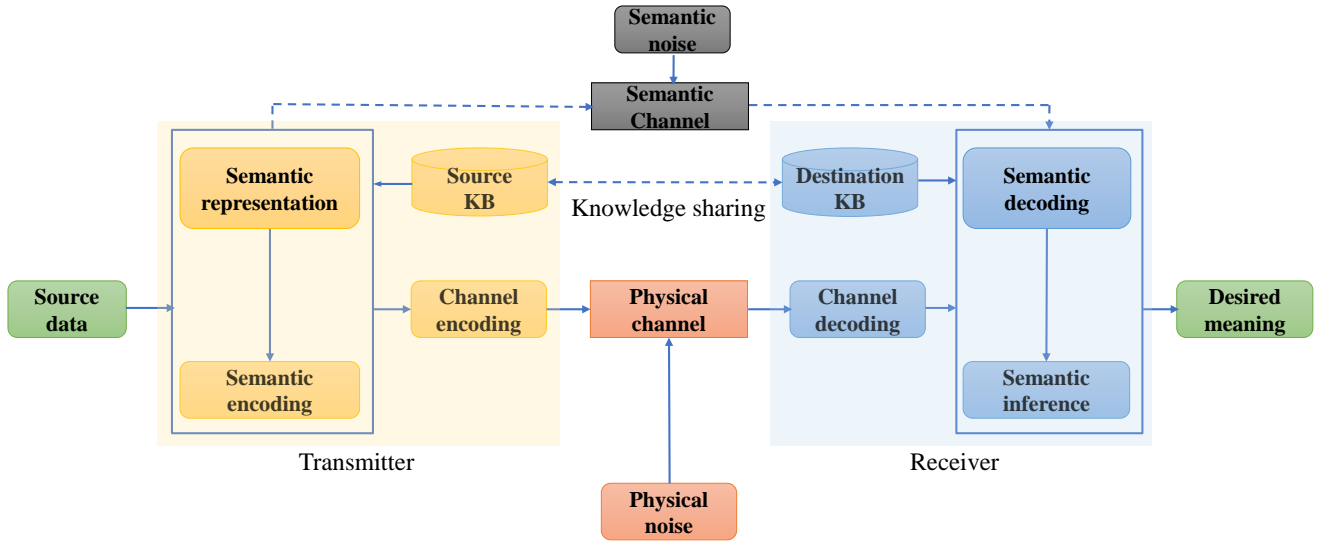 Semantic
noise
Semantic
Channel
Semantic
representation
Source
KB
Knowledge sharing
Destination
KB
Semantic
decoding
Source
data
Channel
encoding
Physical
channel
Channel
decoding
Desired
meaning
Semantic
encoding
Semantic
inference
Transmitter
Receiver
Physical
noise